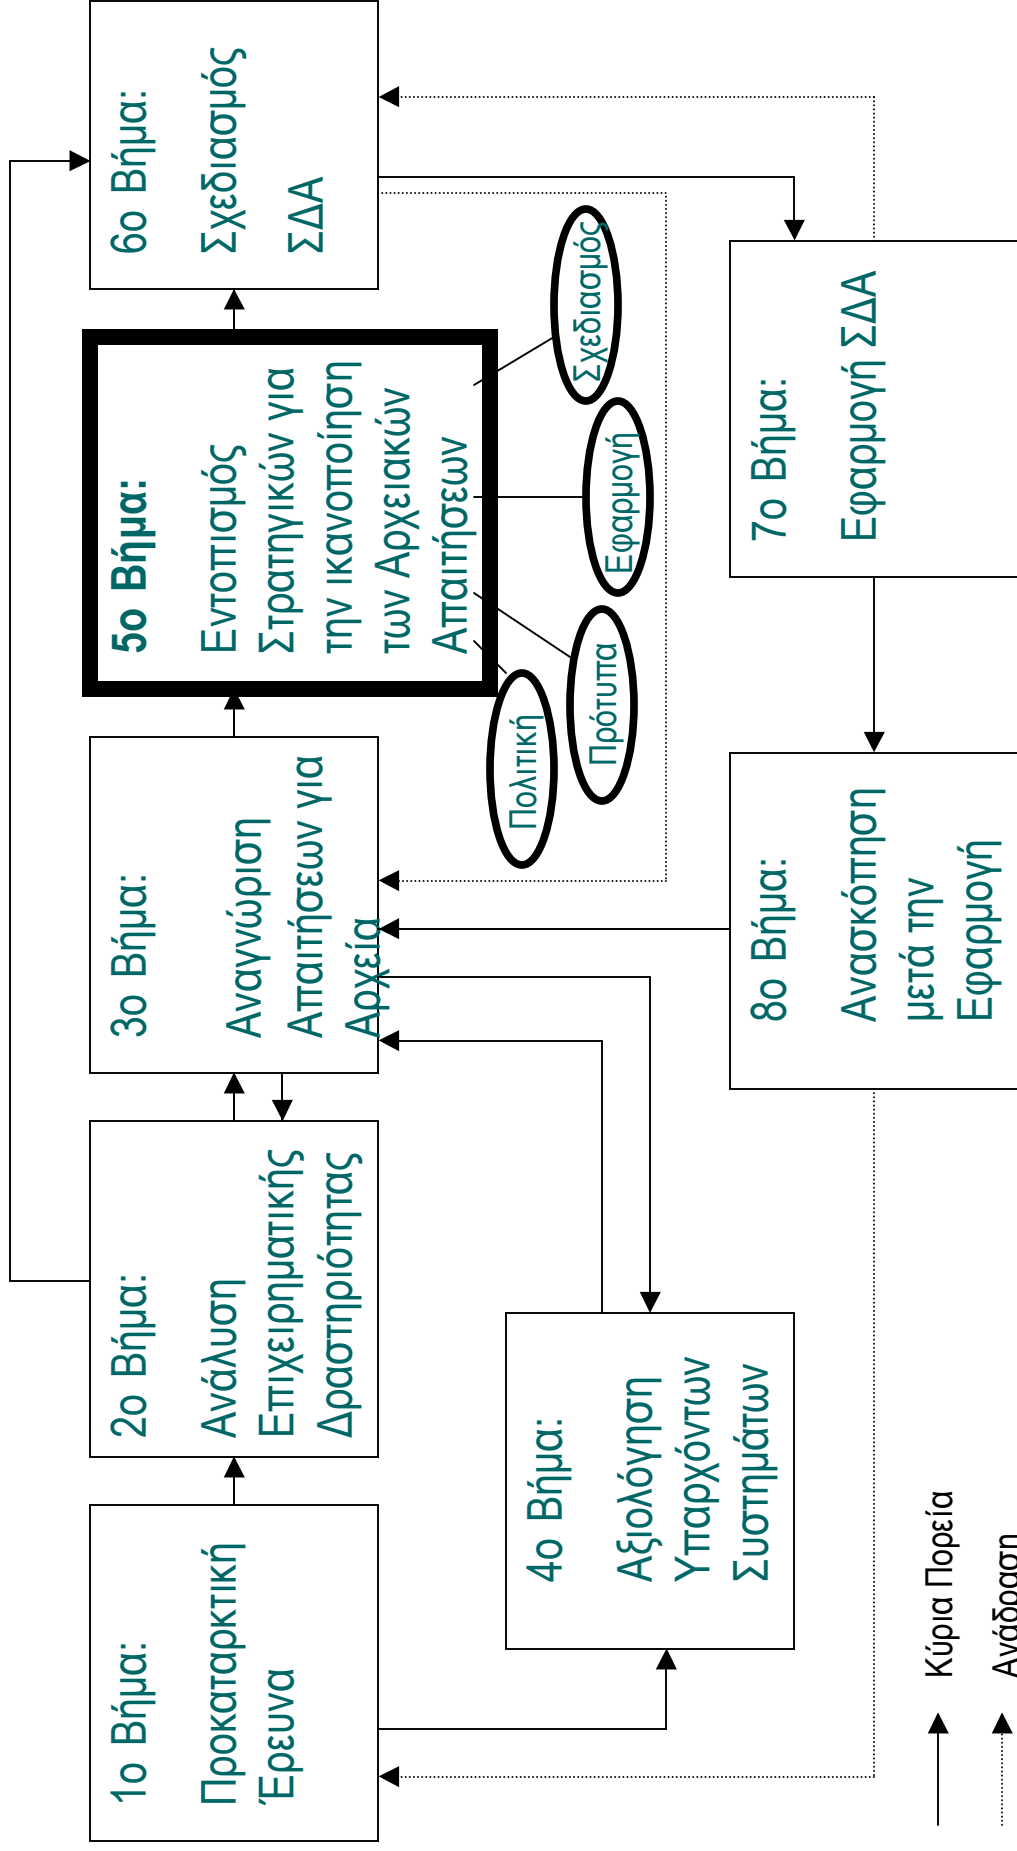 1ο Βήμα:
Προκαταρκτική
Έρευνα
2ο Βήμα:
Ανάλυση
Επιχειρηματικής
Δραστηριότητας
3ο Βήμα:
Αναγνώριση
Απαιτήσεων για
Αρχεία
5ο Βήμα:
Εντοπισμός
Στρατηγικών για
την ικανοποίηση
των Αρχειακών
Απαιτήσεων
6ο Βήμα:
Σχεδιασμός
ΣΔΑ
Πολιτική
Πρότυπα
Εφαρμογή
Σχεδιασμός
4ο Βήμα:
Αξιολόγηση
Υπαρχόντων
Συστημάτων
8ο Βήμα:
Ανασκόπηση
μετά την
Εφαρμογή
7ο Βήμα:
Εφαρμογή ΣΔΑ
Κύρια Πορεία
Ανάδραση